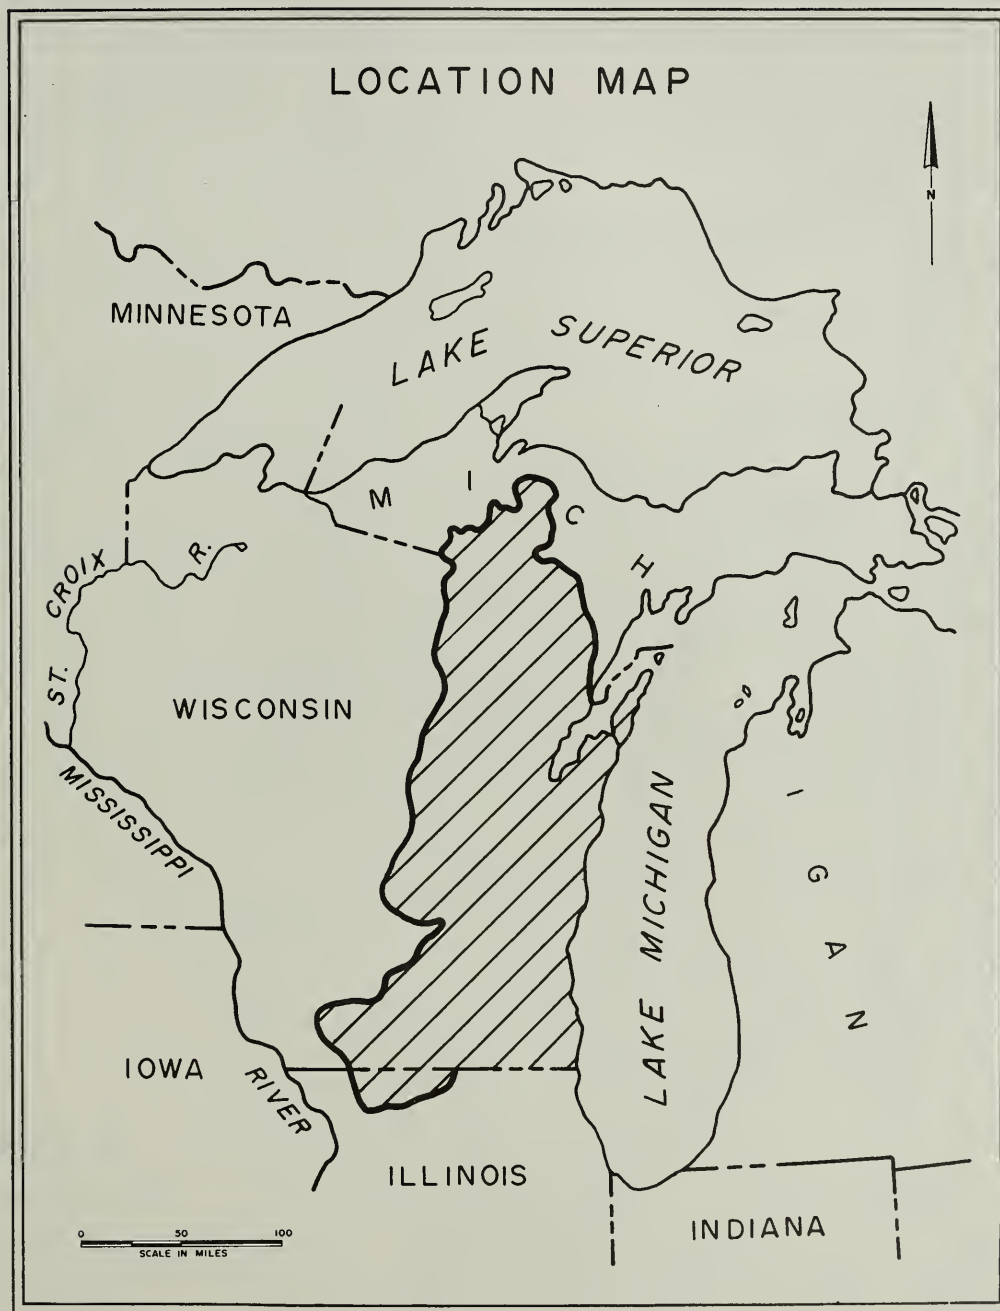 LOCATION MAP
N
MINNESOTA
LAKE SUPERIOR
MICHIGAN
ST. CROIX R.
WISCONSIN
MISSISSIPPI RIVER
LAKE MICHIGAN
IOWA
ILLINOIS
INDIANA
0 50 100
SCALE IN MILES